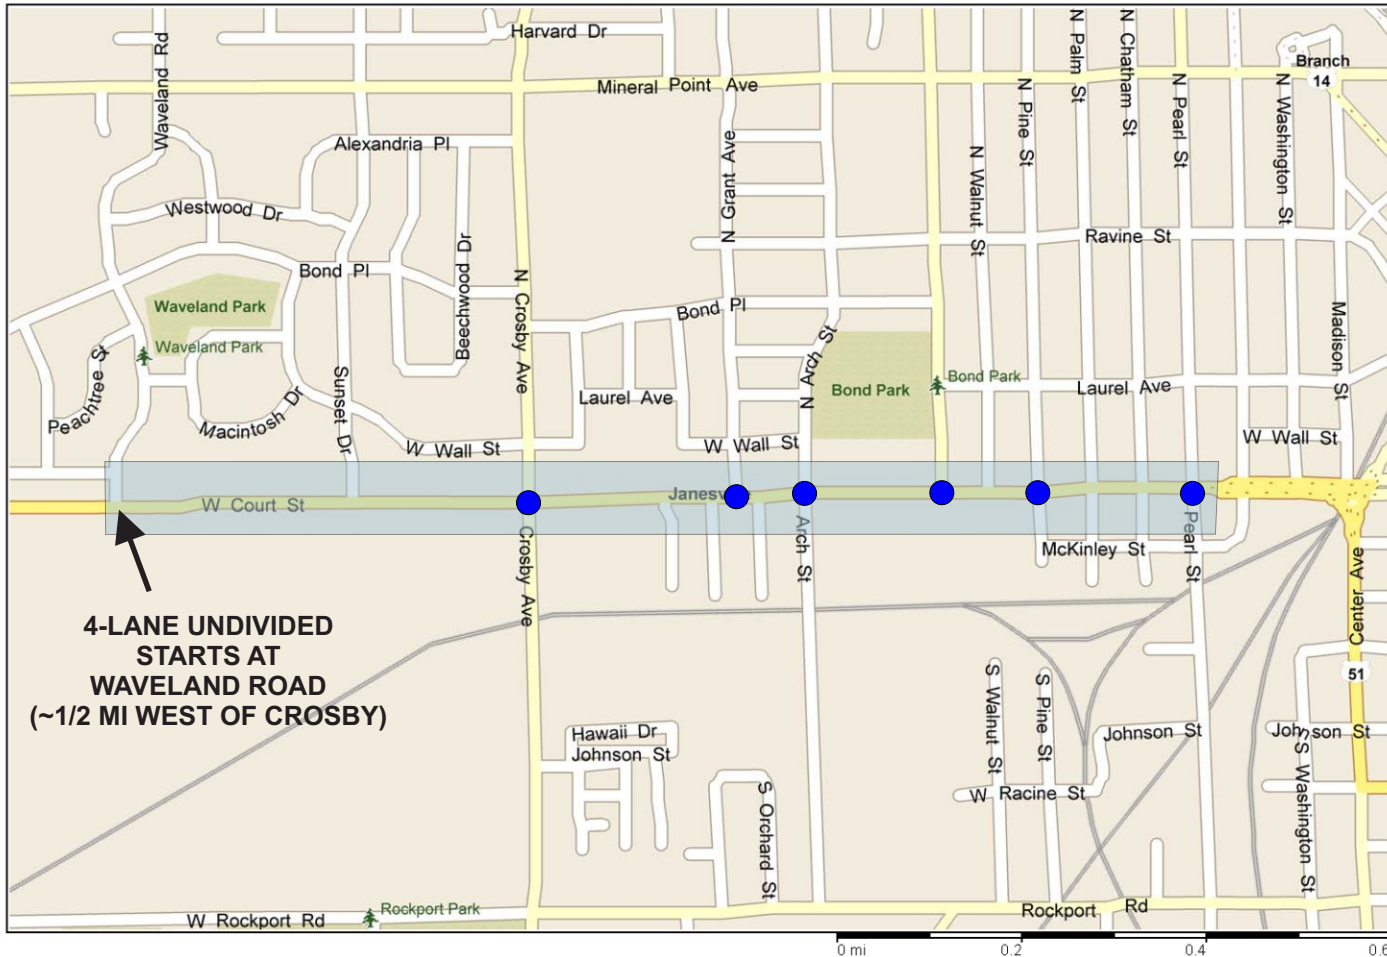 Harvard Dr
Waveland Rd
Mineral Point Ave
N Palm St
N Chatham St
Branch
14
N Pine St
N Pearl St
N Washington St
Alexandria Pl
N Grant Ave
N Walnut St
Westwood Dr
Ravine St
Beechwood Dr
Bond Pl
N Crosby Ave
Waveland Park
Bond Pl
Madison St
Waveland Park
N Arch St
Peachtree St
Sunset Dr
Bond Park
Bond Park
Laurel Ave
Macintosh Dr
Laurel Ave
W Wall St
W Wall St
W Wall St
W Court St
Janesv
Crosby Ave
Arch St
Pearl St
McKinley St
Center Ave
4-LANE UNDIVIDED
STARTS AT
WAVELAND ROAD
(~1/2 MI WEST OF CROSBY)
51
S Walnut St
S Pine St
Hawaii Dr
Johnson St
Johnson St
Johnson St
S Orchard St
W Racine St
S Washington St
W Rockport Rd
Rockport Park
Rockport Rd
0 mi 0.2 0.4 0.6